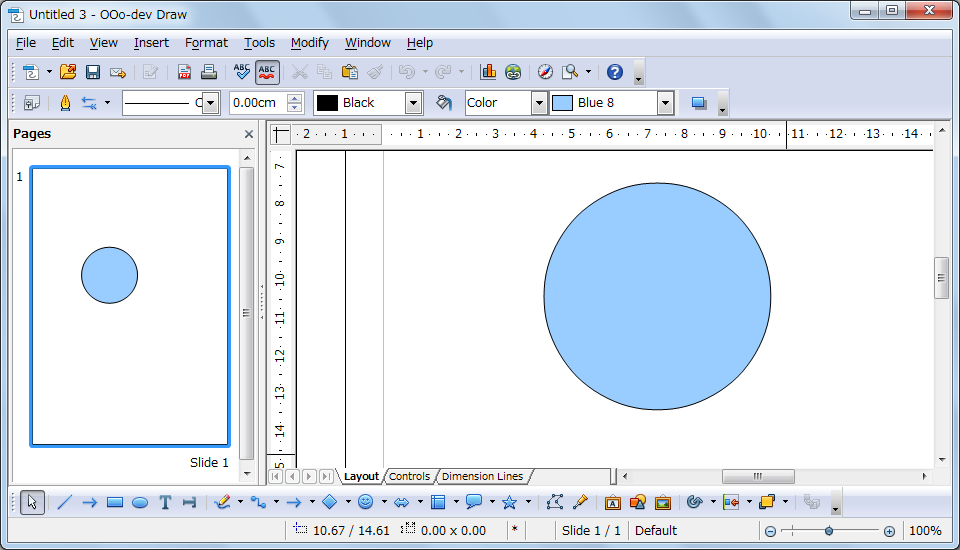 Untitled 3 - OOo-dev Draw
File Edit View Insert Format Tools Modify Window Help
ABC ABC
C 0.00cm Black Color Blue 8
Pages
2 1 1 2 3 4 5 6 7 8 9 10 11 12 13 14
1
7
8
9
10
11
12
13
14
5
Slide 1
Layout Controls Dimension Lines
T T A
10.67 / 14.61 0.00 x 0.00 * Slide 1 / 1 Default 100%